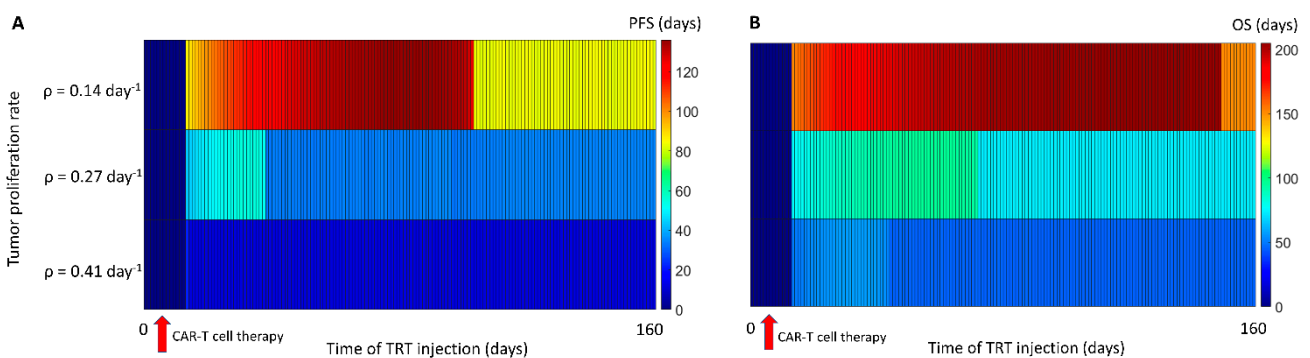 A
PFS (days)
B
OS (days)
Tumor proliferation rate
ρ = 0.14 day⁻¹
ρ = 0.27 day⁻¹
ρ = 0.41 day⁻¹
120
100
80
60
40
20
0
200
150
100
50
0
0
160
CAR-T cell therapy
Time of TRT injection (days)
0
160
CAR-T cell therapy
Time of TRT injection (days)